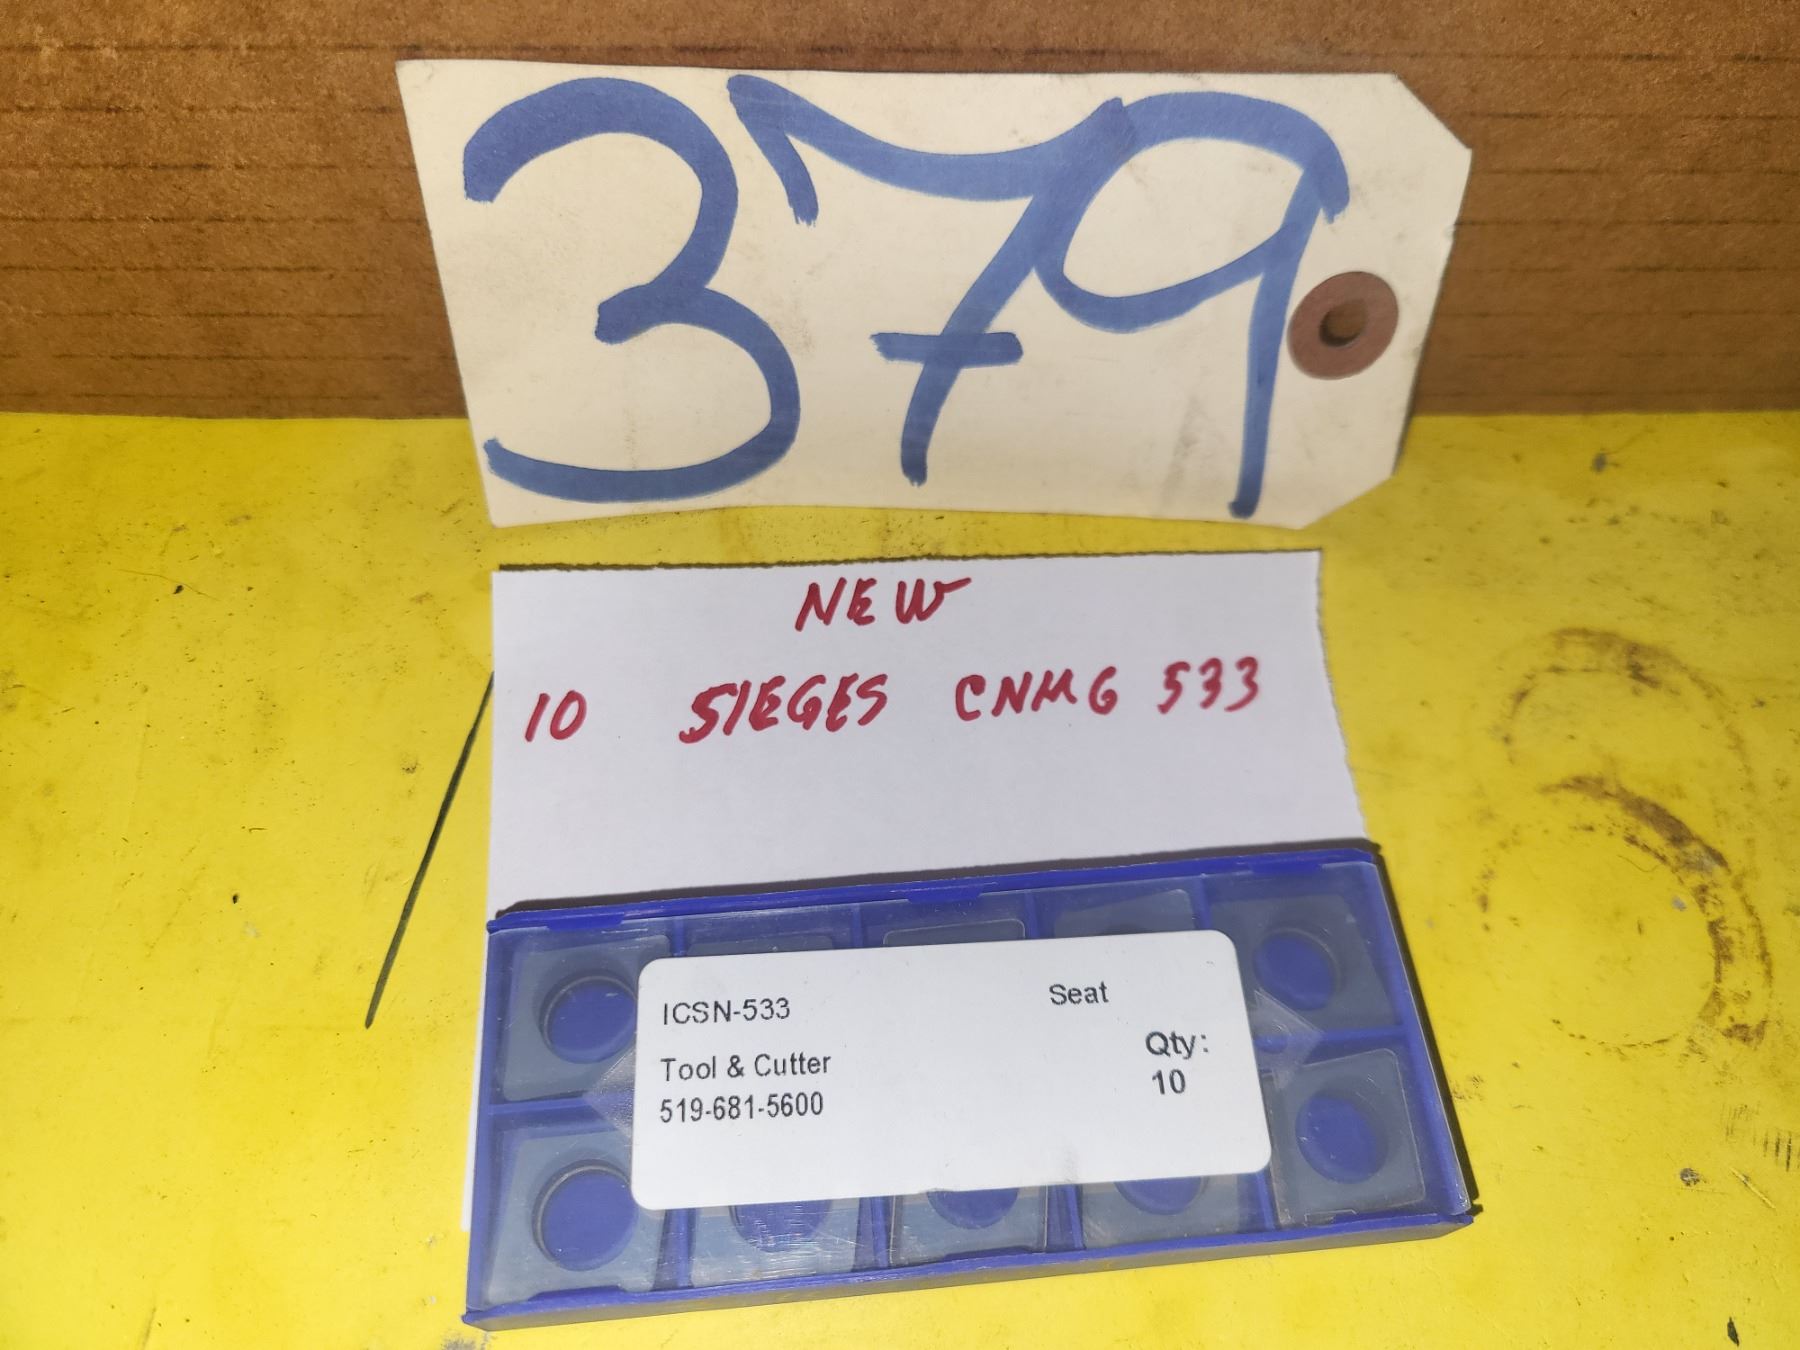 379
NEW
10 SIEGES CNMG 533
ICSN-533 Seat
Tool & Cutter Qty:
519-681-5600 10